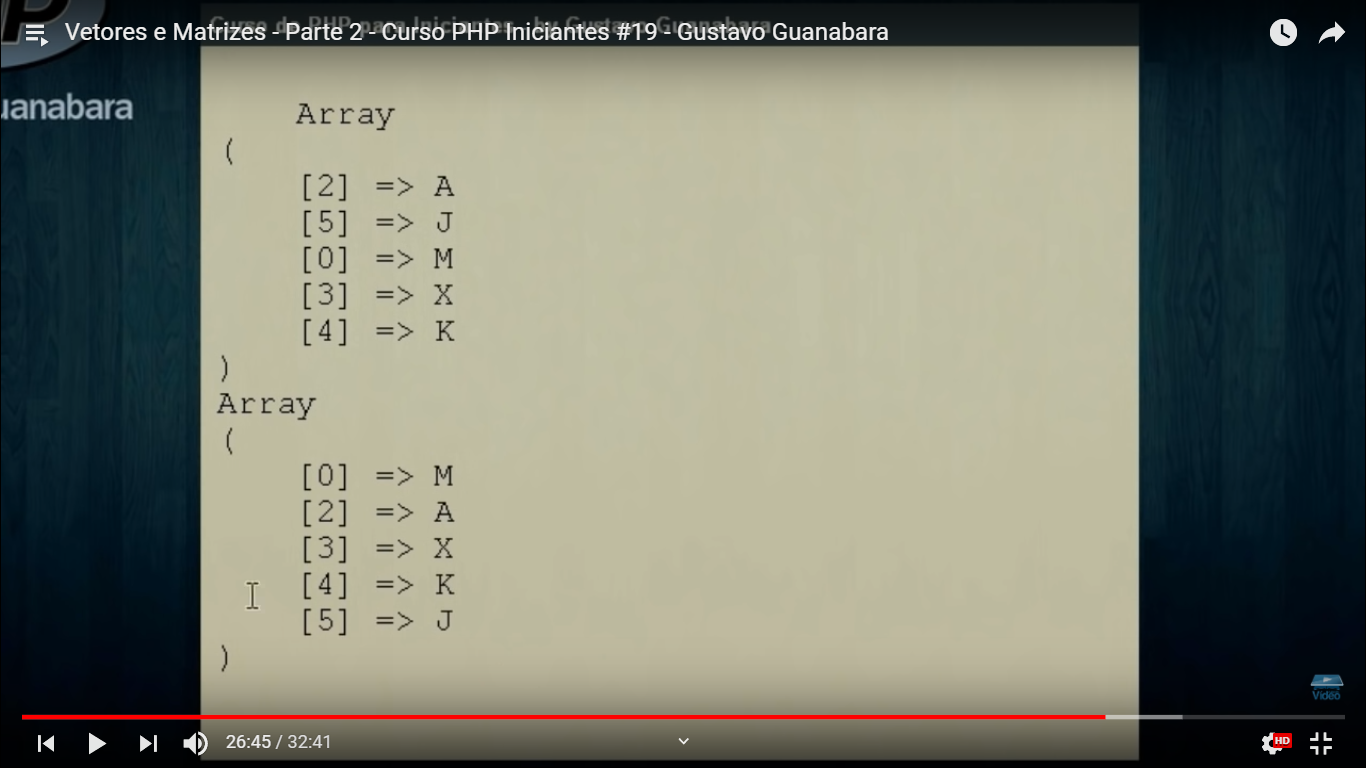 Curso de PHP para Iniciantes - by Gustavo Guanabara
Vetores e Matrizes - Parte 2 - Curso PHP Iniciantes #19 - Gustavo Guanabara
P
uanabara
Array
(
[2] => A
[5] => J
[0] => M
[3] => X
[4] => K
)
Array
(
[0] => M
[2] => A
[3] => X
[4] => K
[5] => J
)
Vídeo
26:45 / 32:41
HD